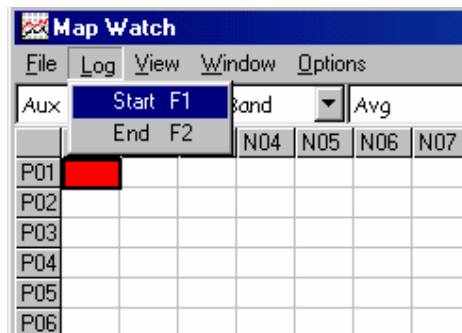 Map Watch
File Log View Window Options
Aux Band Avg
Start F1
End F2
N04 N05 N06 N07
P01
P02
P03
P04
P05
P06